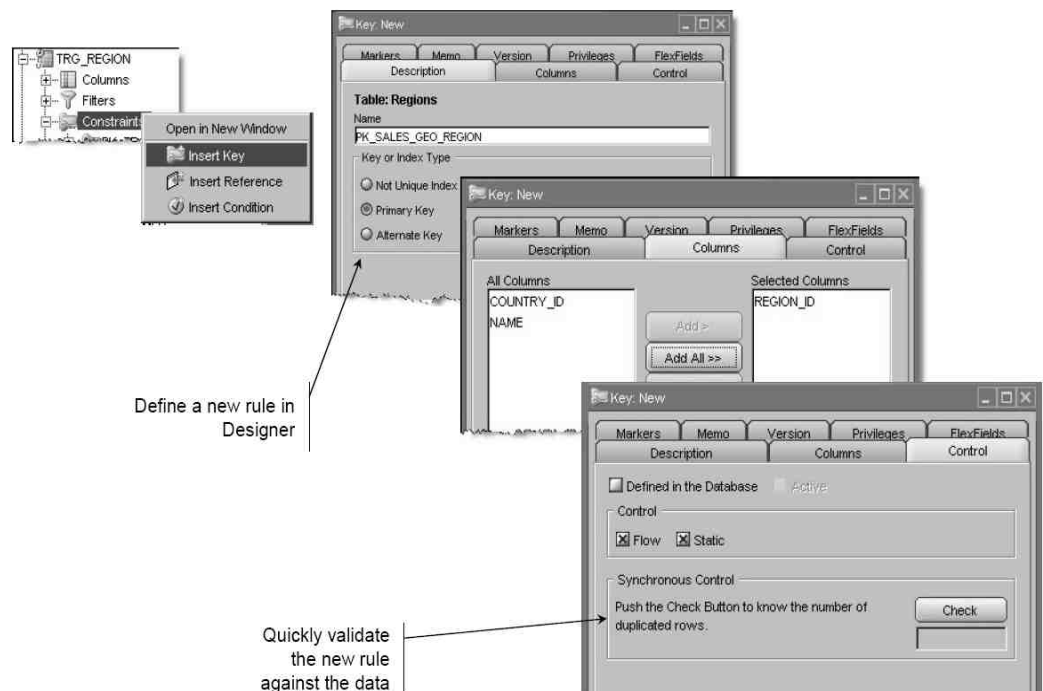 TRG_REGION
Columns
Filters
Constraints
Open in New Window
Insert Key
Insert Reference
Insert Condition
Key: New
Markers Memo Version Privileges FlexFields
Description Columns Control
Table: Regions
Name
PK_SALES_GEO_REGION
Key or Index Type
Not Unique Index
Primary Key
Alternate Key
Define a new rule in
Designer
Key: New
Markers Memo Version Privileges FlexFields
Description Columns Control
All Columns
Selected Columns
COUNTRY_ID
NAME
REGION_ID
Add >
Add All >>
Key: New
Markers Memo Version Privileges FlexFields
Description Columns Control
Defined in the Database Active
Control
Flow Static
Synchronous Control
Push the Check Button to know the number of
duplicated rows.
Check
Quickly validate
the new rule
against the data